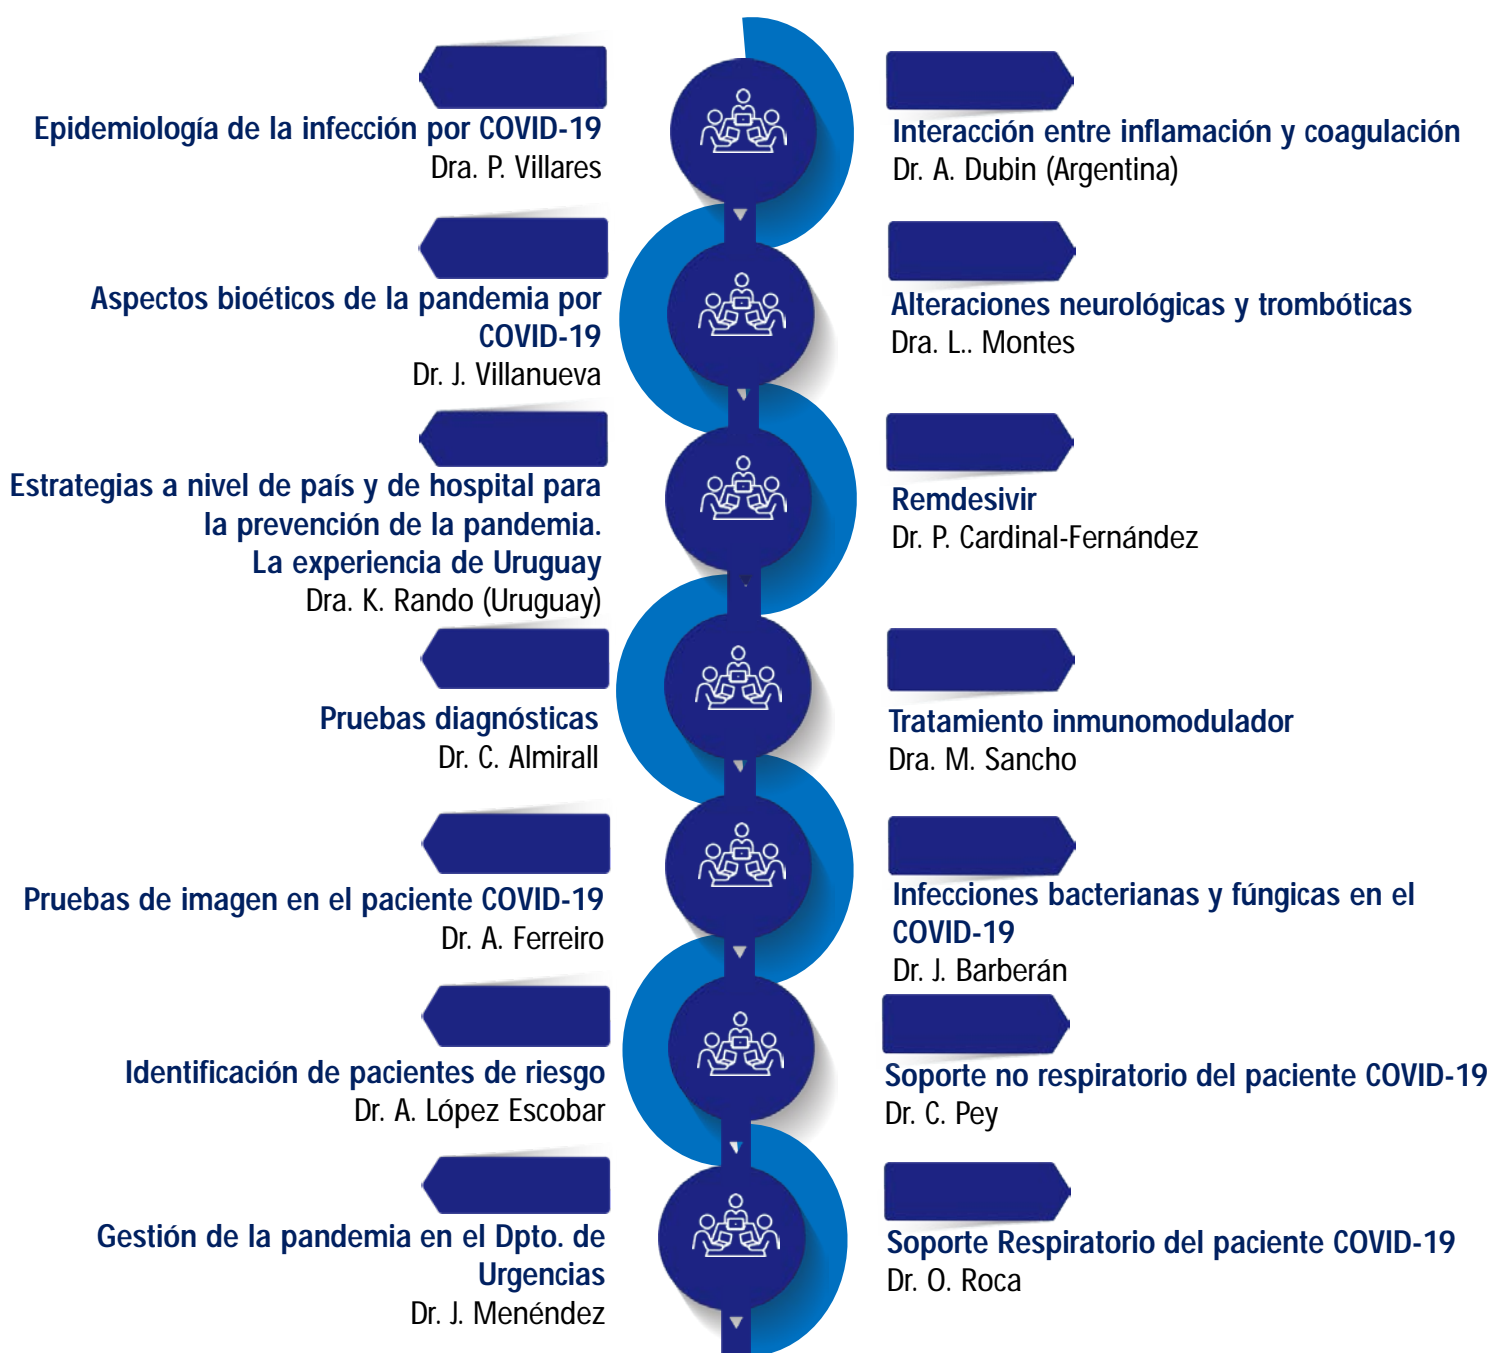 Epidemiología de la infección por COVID-19
Dra. P. Villares
Aspectos bioéticos de la pandemia por
COVID-19
Dr. J. Villanueva
Estrategias a nivel de país y de hospital para
la prevención de la pandemia.
La experiencia de Uruguay
Dra. K. Rando (Uruguay)
Pruebas diagnósticas
Dr. C. Almirall
Pruebas de imagen en el paciente COVID-19
Dr. A. Ferreiro
Identificación de pacientes de riesgo
Dr. A. López Escobar
Gestión de la pandemia en el Dpto. de
Urgencias
Dr. J. Menéndez
Interacción entre inflamación y coagulación
Dr. A. Dubin (Argentina)
Alteraciones neurológicas y trombóticas
Dra. L.. Montes
Remdesivir
Dr. P. Cardinal-Fernández
Tratamiento inmunomodulador
Dra. M. Sancho
Infecciones bacterianas y fúngicas en el
COVID-19
Dr. J. Barberán
Soporte no respiratorio del paciente COVID-19
Dr. C. Pey
Soporte Respiratorio del paciente COVID-19
Dr. O. Roca